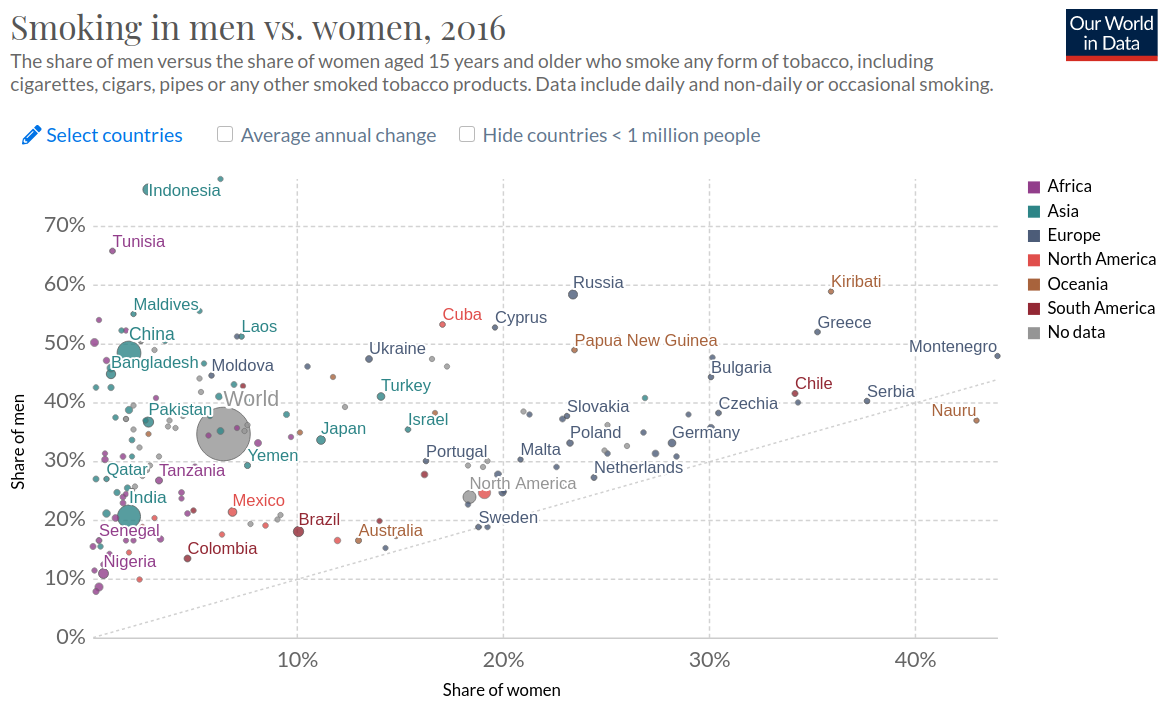 Smoking in men vs. women, 2016
Our World
in Data
The share of men versus the share of women aged 15 years and older who smoke any form of tobacco, including
cigarettes, cigars, pipes or any other smoked tobacco products. Data include daily and non-daily or occasional smoking.
Select countries
Average annual change
Hide countries < 1 million people
Africa
Asia
Europe
North America
Oceania
South America
No data
Share of men
70%
60%
50%
40%
30%
20%
10%
0%
Indonesia
Tunisia
Russia
Kiribati
Maldives
Cuba
Cyprus
Greece
Laos
China
Papua New Guinea
Montenegro
Ukraine
Bangladesh
Moldova
Bulgaria
Turkey
Chile
Serbia
World
Czechia
Slovakia
Pakistan
Nauru
Israel
Japan
Poland
Germany
Portugal
Malta
Yemen
Qatar
Tanzania
Netherlands
North America
India
Mexico
Brazil
Sweden
Senegal
Australia
Colombia
Nigeria
10%
20%
30%
40%
Share of women